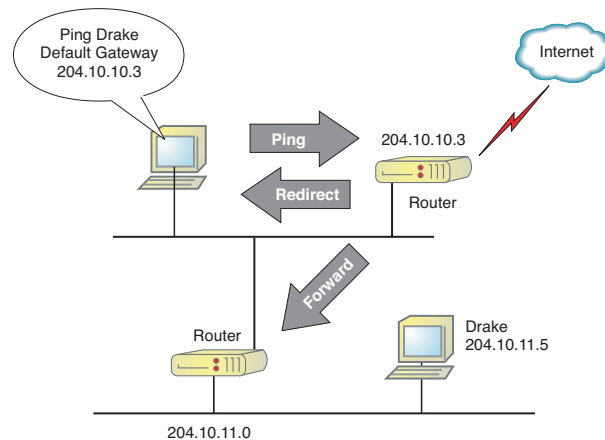 Ping Drake
Default Gateway
204.10.10.3
Internet
Ping
204.10.10.3
Redirect
Router
Forward
Router
Drake
204.10.11.5
204.10.11.0